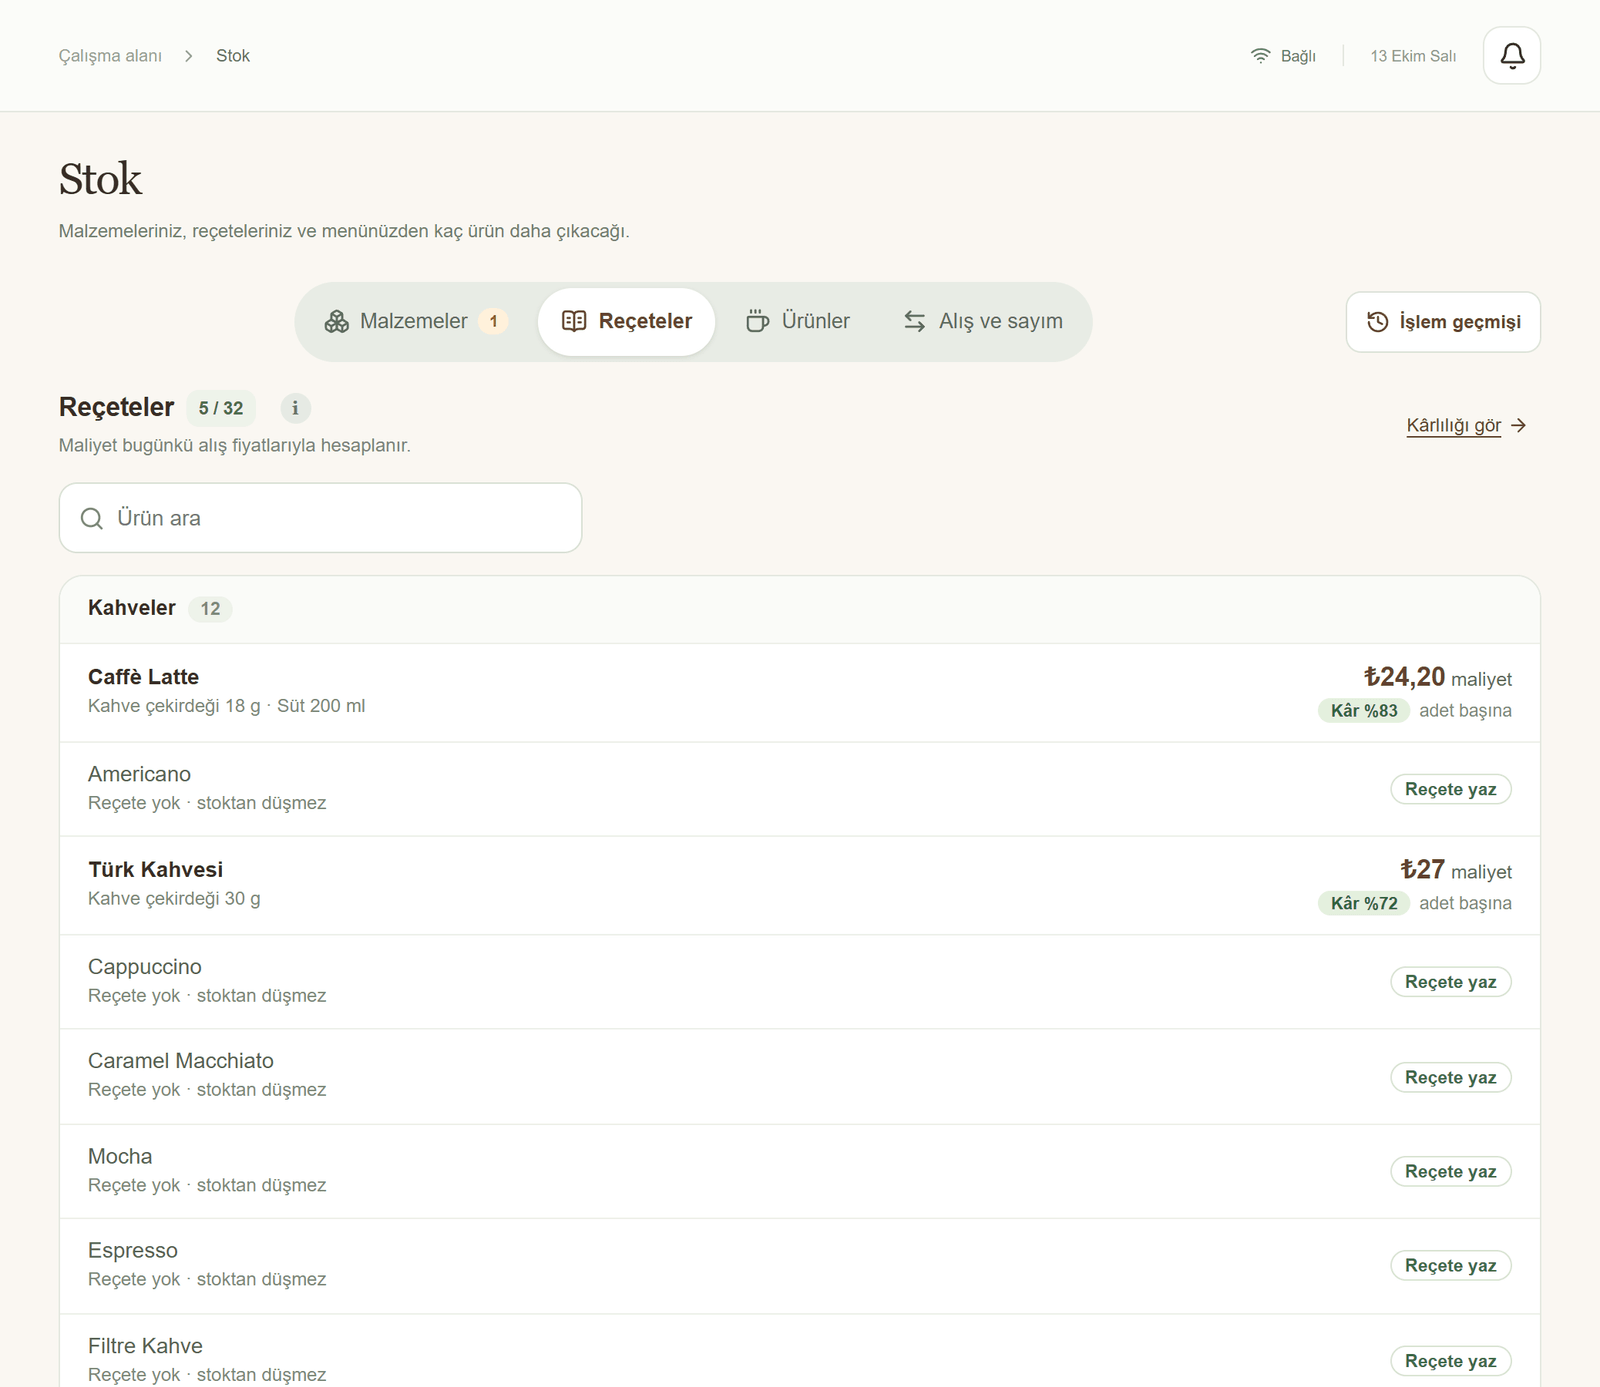 Çalışma alanı > Stok
Bağlı
13 Ekim Salı
Stok
Malzemeleriniz, reçeteleriniz ve menünüzden kaç ürün daha çıkacağı.
Malzemeler 1
Reçeteler
Ürünler
Alış ve sayım
İşlem geçmişi
Reçeteler 5 / 32 i
Maliyet bugünkü alış fiyatlarıyla hesaplanır.
Kârlılığı gör →
Ürün ara
Kahveler 12
Caffè Latte
Kahve çekirdeği 18 g · Süt 200 ml
₺24,20 maliyet
Kâr %83 adet başına
Americano
Reçete yok · stoktan düşmez
Reçete yaz
Türk Kahvesi
Kahve çekirdeği 30 g
₺27 maliyet
Kâr %72 adet başına
Cappuccino
Reçete yok · stoktan düşmez
Reçete yaz
Caramel Macchiato
Reçete yok · stoktan düşmez
Reçete yaz
Mocha
Reçete yok · stoktan düşmez
Reçete yaz
Espresso
Reçete yok · stoktan düşmez
Reçete yaz
Filtre Kahve
Reçete yok · stoktan düşmez
Reçete yaz